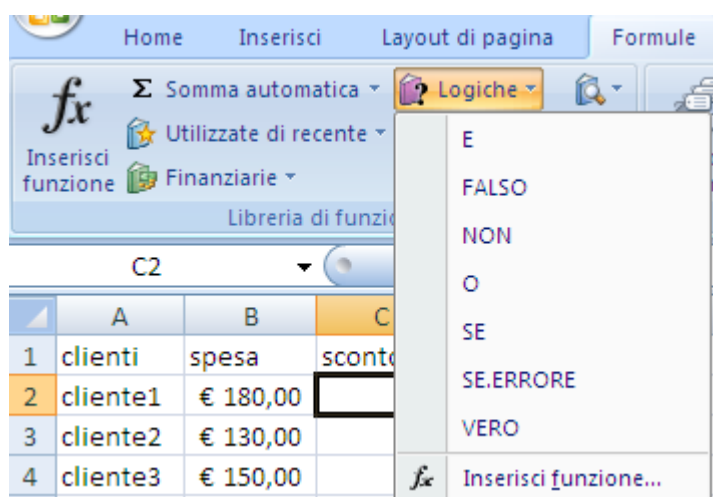 Home Inserisci Layout di pagina Formule
fx Inserisci funzione
Σ Somma automatica
Utilizzate di recente
Finanziarie
Logiche
Libreria di funzio
E
FALSO
NON
O
SE
SE.ERRORE
VERO
fx Inserisci funzione...
C2
A B C
1 clienti spesa sconto
2 cliente1 € 180,00
3 cliente2 € 130,00
4 cliente3 € 150,00